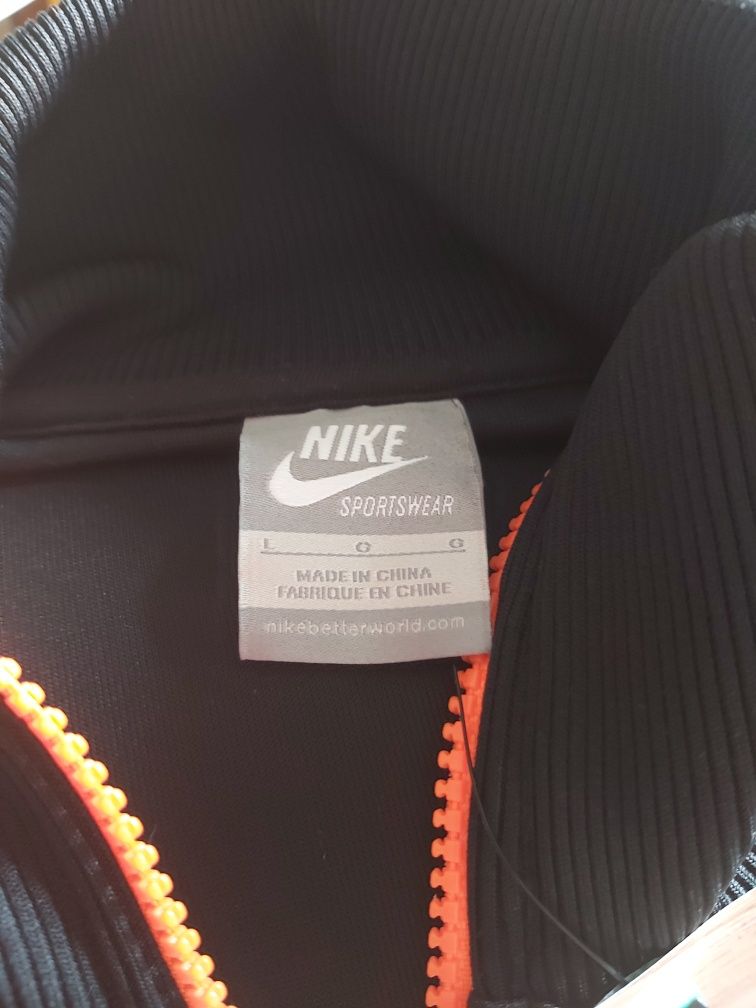 NIKE
SPORTSWEAR
L G G
MADE IN CHINA
FABRIQUE EN CHINE
nikebetterworld.com